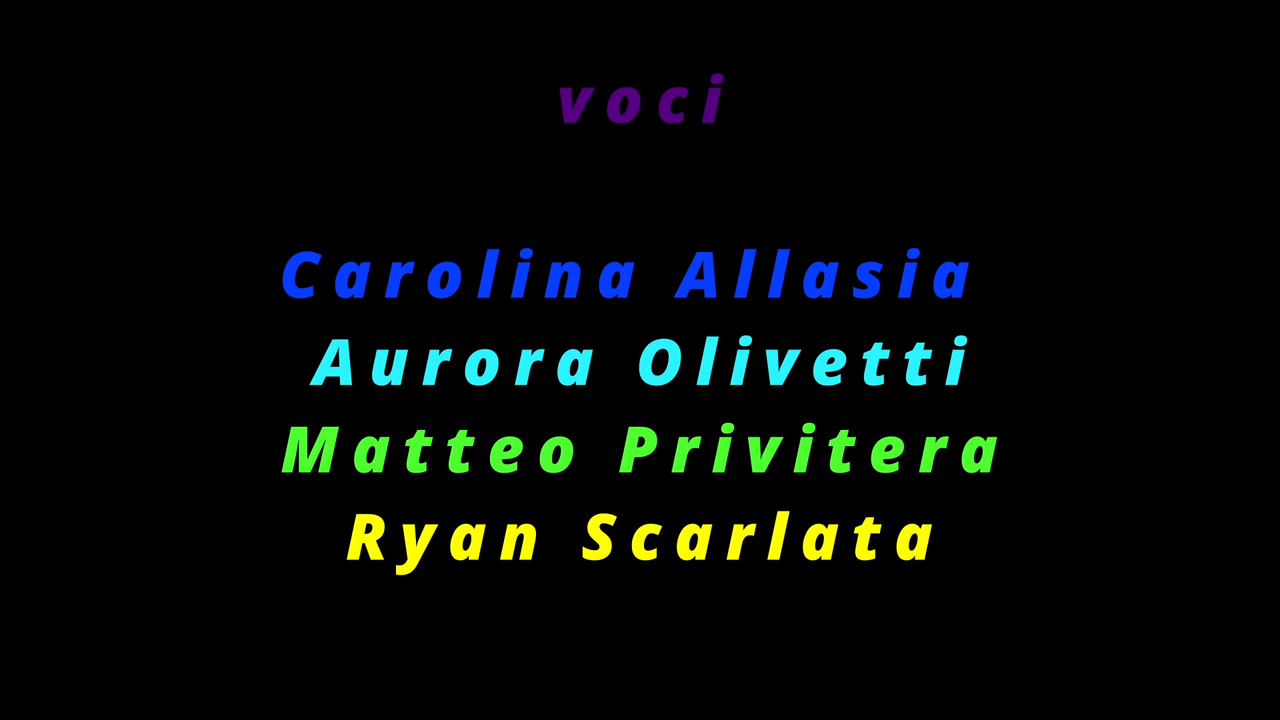 voci
Carolina Allasia
Aurora Olivetti
Matteo Privitera
Ryan Scarlata